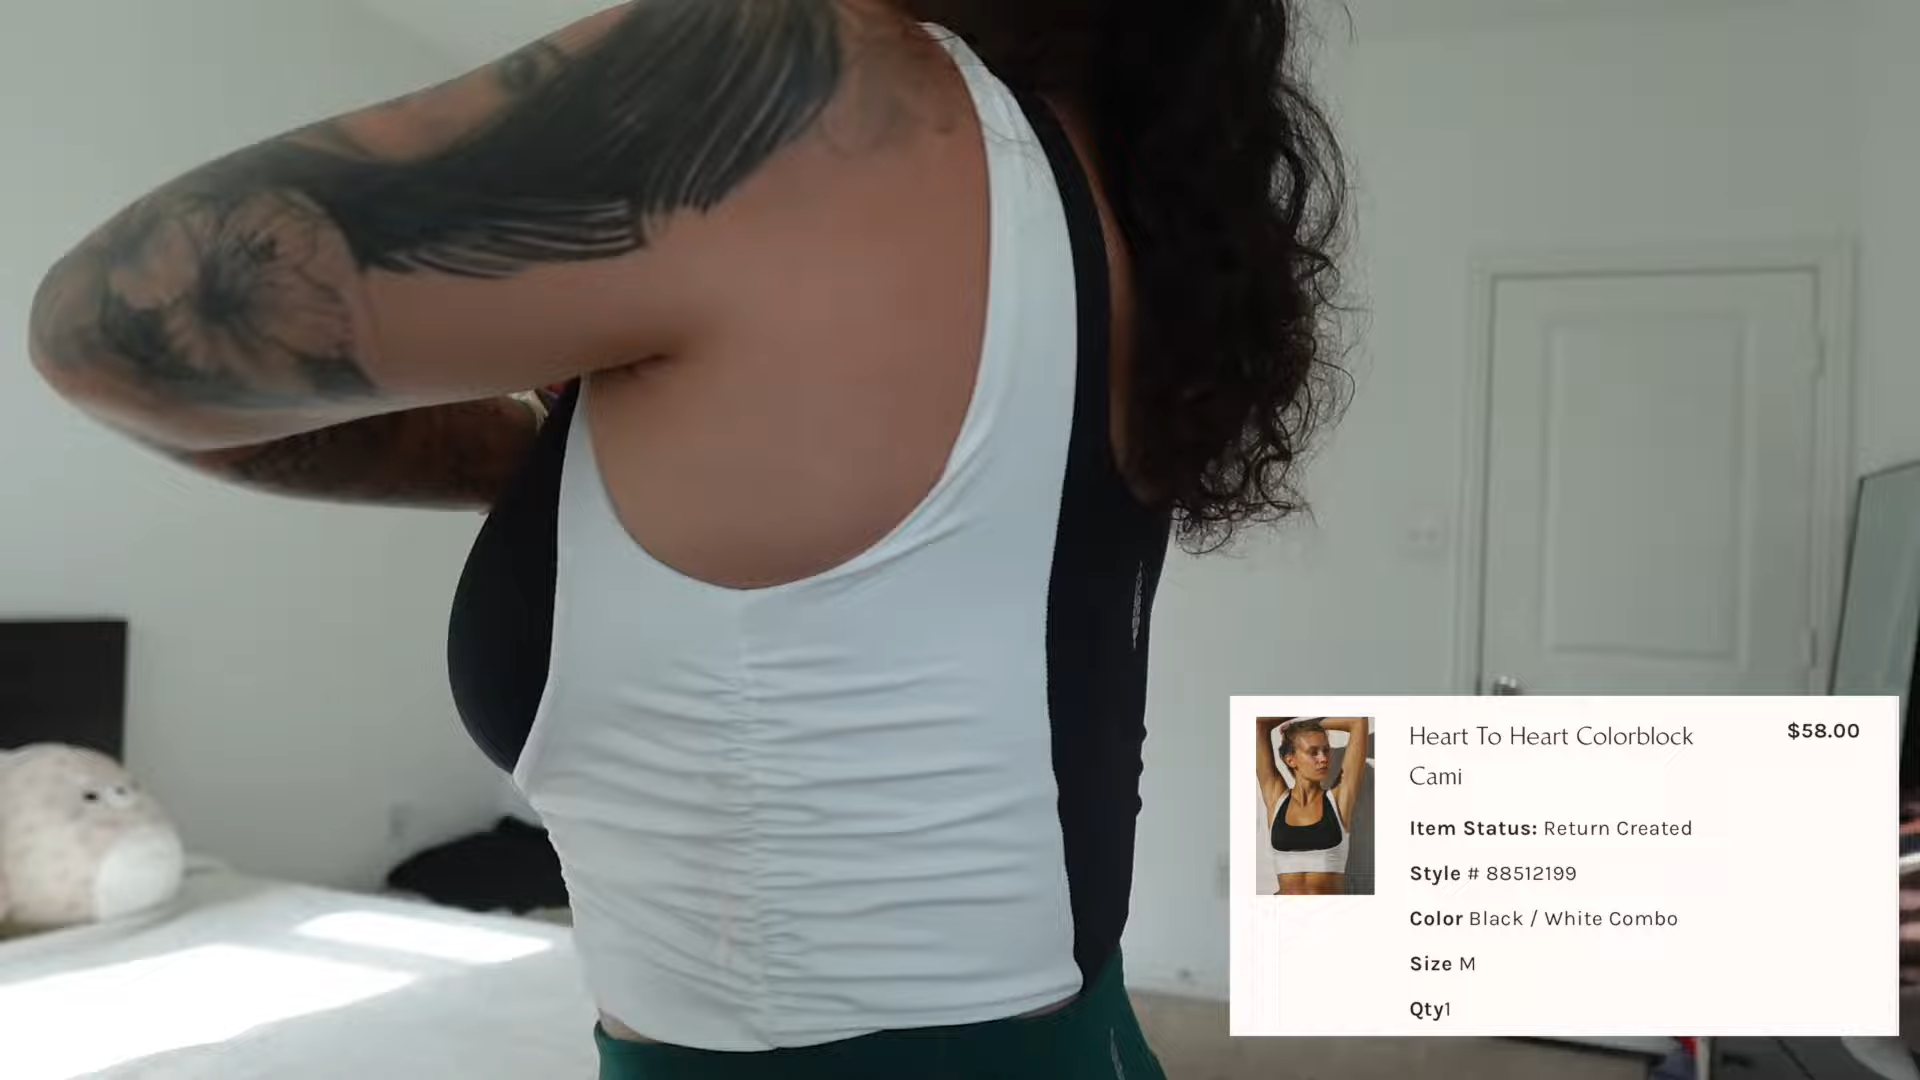 Heart To Heart Colorblock
Cami
$58.00
Item Status: Return Created
Style # 88512199
Color Black / White Combo
Size M
Qty1